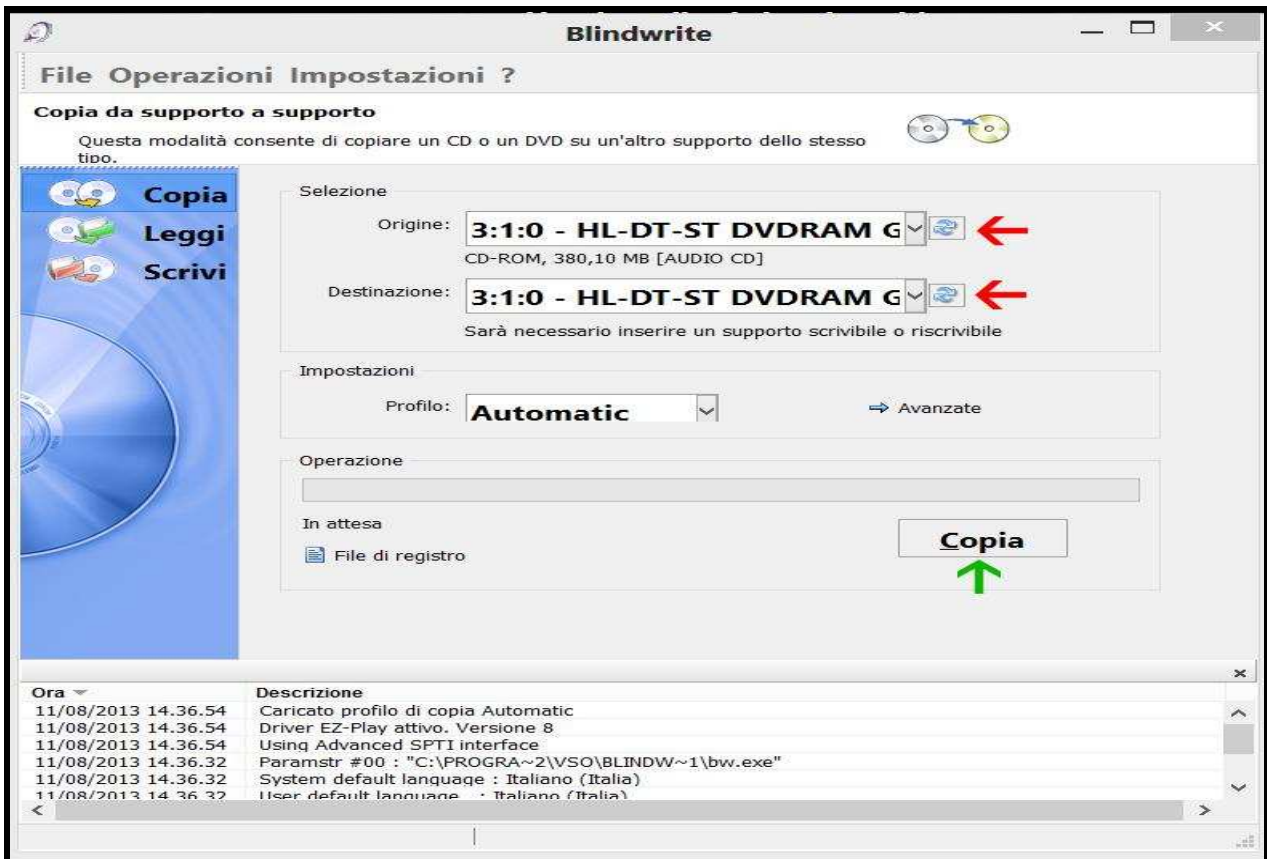 Blindwrite
File Operazioni Impostazioni ?
Copia da supporto a supporto
Questa modalità consente di copiare un CD o un DVD su un'altro supporto dello stesso
tipo.
Copia
Leggi
Scrivi
Selezione
Origine: 3:1:0 - HL-DT-ST DVDRAM G
CD-ROM, 380,10 MB [AUDIO CD]
Destinazione: 3:1:0 - HL-DT-ST DVDRAM G
Sarà necessario inserire un supporto scrivibile o riscrivibile
Impostazioni
Profilo: Automatic
Avanzate
Operazione
In attesa
File di registro
Copia
Ora Descrizione
11/08/2013 14.36.54 Caricato profilo di copia Automatic
11/08/2013 14.36.54 Driver EZ-Play attivo. Versione 8
11/08/2013 14.36.54 Using Advanced SPTI interface
11/08/2013 14.36.32 Paramstr #00 : "C:\PROGRA~2\VSO\BLINDW~1\bw.exe"
11/08/2013 14.36.32 System default language : Italiano (Italia)
11/08/2013 14.36.32 User default language : Italiano (Italia)